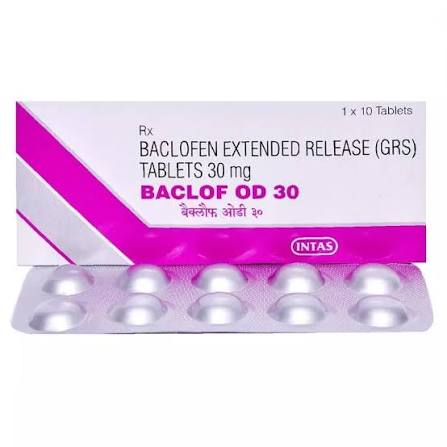 1 x 10 Tablets
Rx
BACLOFEN EXTENDED RELEASE (GRS)
TABLETS 30 mg
BACLOF OD 30
बैक्लौफ ओडी ३०
INTAS